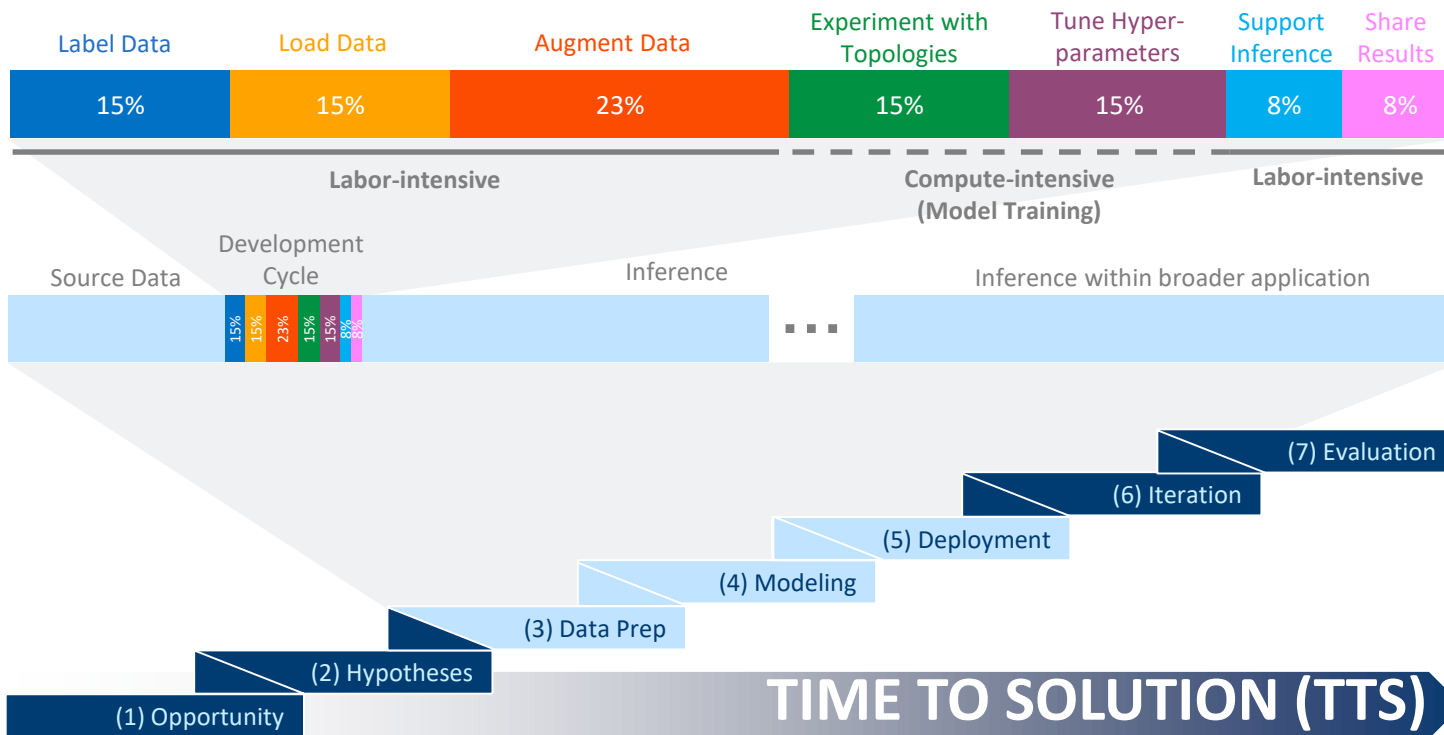 Label Data
Load Data
Augment Data
Experiment with
Topologies
Tune Hyper-
parameters
Support
Inference
Share
Results
15%
15%
23%
15%
15%
8%
8%
Labor-intensive
Compute-intensive
(Model Training)
Labor-intensive
Source Data
Development
Cycle
Inference
Inference within broader application
15%
15%
23%
15%
15%
8%
8%
...
(7) Evaluation
(6) Iteration
(5) Deployment
(4) Modeling
(3) Data Prep
(2) Hypotheses
(1) Opportunity
TIME TO SOLUTION (TTS)